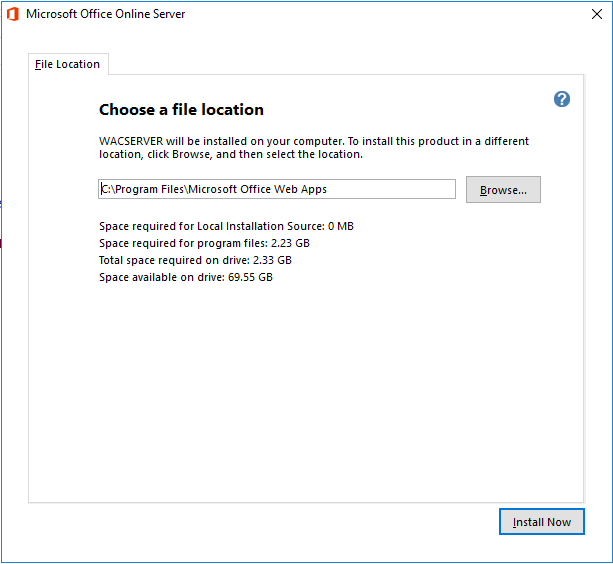 Microsoft Office Online Server
File Location
Choose a file location
WACSERVER will be installed on your computer. To install this product in a different
location, click Browse, and then select the location.
C:\Program Files\Microsoft Office Web Apps
Browse...
Space required for Local Installation Source: 0 MB
Space required for program files: 2.23 GB
Total space required on drive: 2.33 GB
Space available on drive: 69.55 GB
Install Now